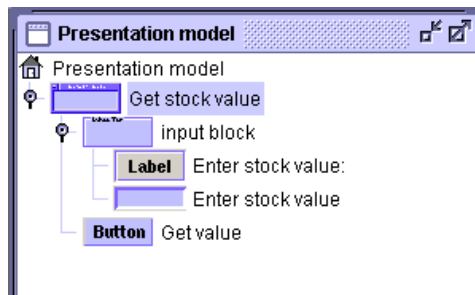 Presentation model
Presentation model
Get stock value
input block
Label Enter stock value:
Enter stock value
Button Get value